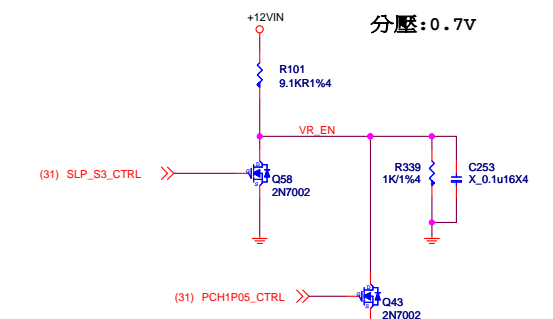 +12VIN
分壓:0.7V
R101
9.1KR1%4
VR_EN
(31) SLP_S3_CTRL
Q58
2N7002
R339
1K/1%4
C253
X_0.1u16X4
(31) PCH1P05_CTRL
Q43
2N7002